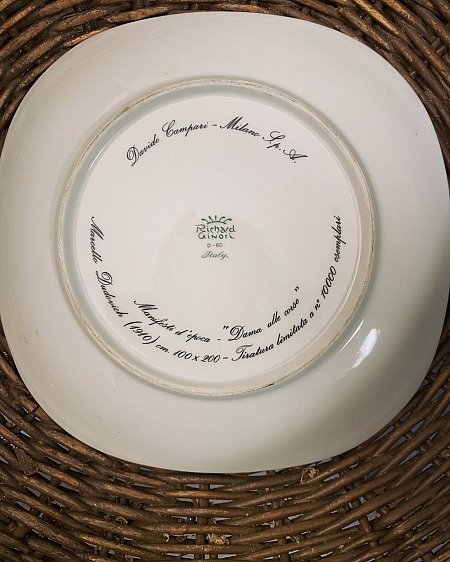 Davide Campari - Milano S.p.A.
Richard
Ginori
D-80
Italy.
Manifesti d'epoca - "Dama alle corse"
Marcello Dudovich (1910) cm. 100 x 200 - Tiratura limitata a n° 10000 esemplari